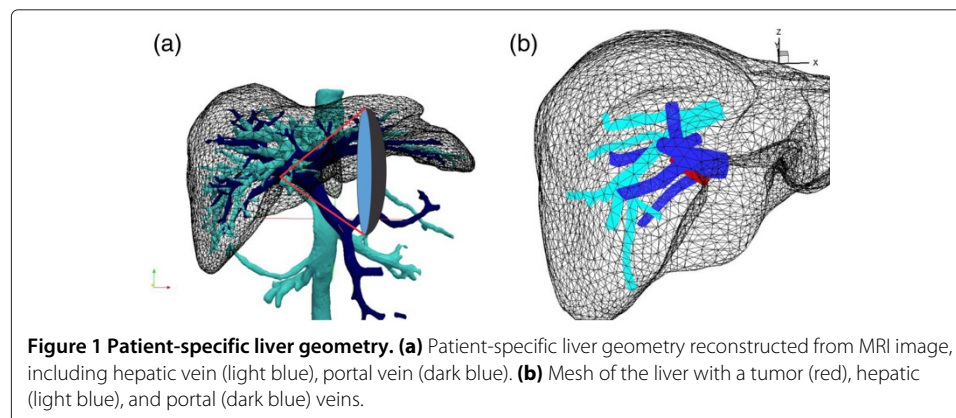 (a)
(b)
z
Y
x
Figure 1 Patient-specific liver geometry. (a) Patient-specific liver geometry reconstructed from MRI image,
including hepatic vein (light blue), portal vein (dark blue). (b) Mesh of the liver with a tumor (red), hepatic
(light blue), and portal (dark blue) veins.